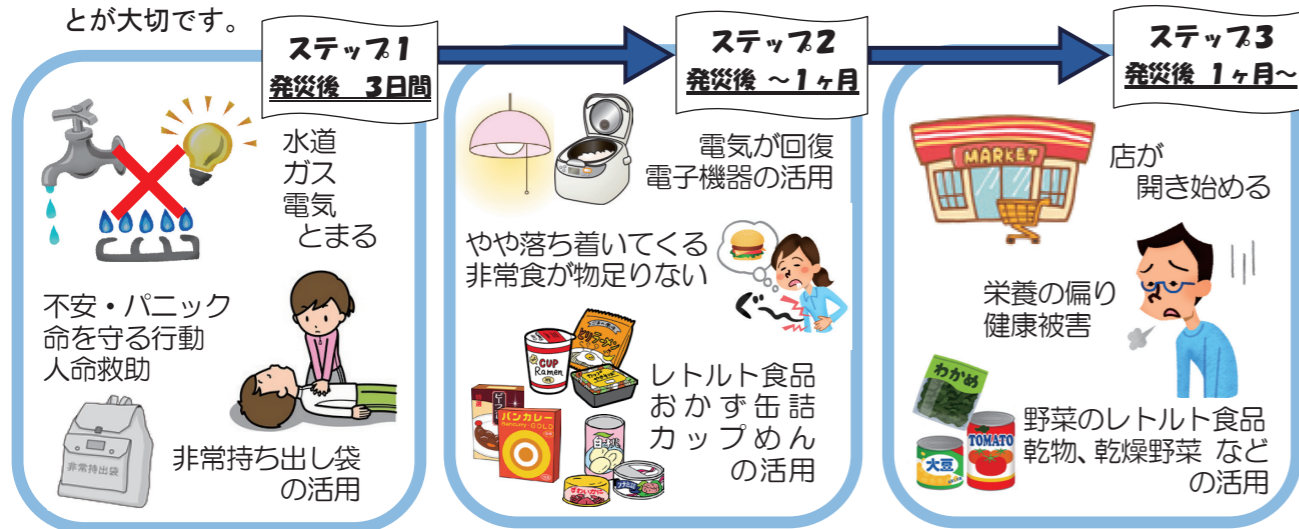 とが大切です。
ステップ1
発災後 3日間
水道
ガス
電気
とまる
不安・パニック
命を守る行動
人命救助
非常持出袋
非常持ち出し袋
の活用
ステップ2
発災後 ~1ヶ月
電気が回復
電子機器の活用
やや落ち着いてくる
非常食が物足りない
ぐ~
CUP
Ramen
パンカレー
GOLD
レトルト食品
おかず缶詰
カップめん
の活用
ステップ3
発災後 1ヶ月~
MARKET
店が
開き始める
栄養の偏り
健康被害
わかめ
大豆
TOMATO
野菜のレトルト食品
乾物、乾燥野菜 など
の活用